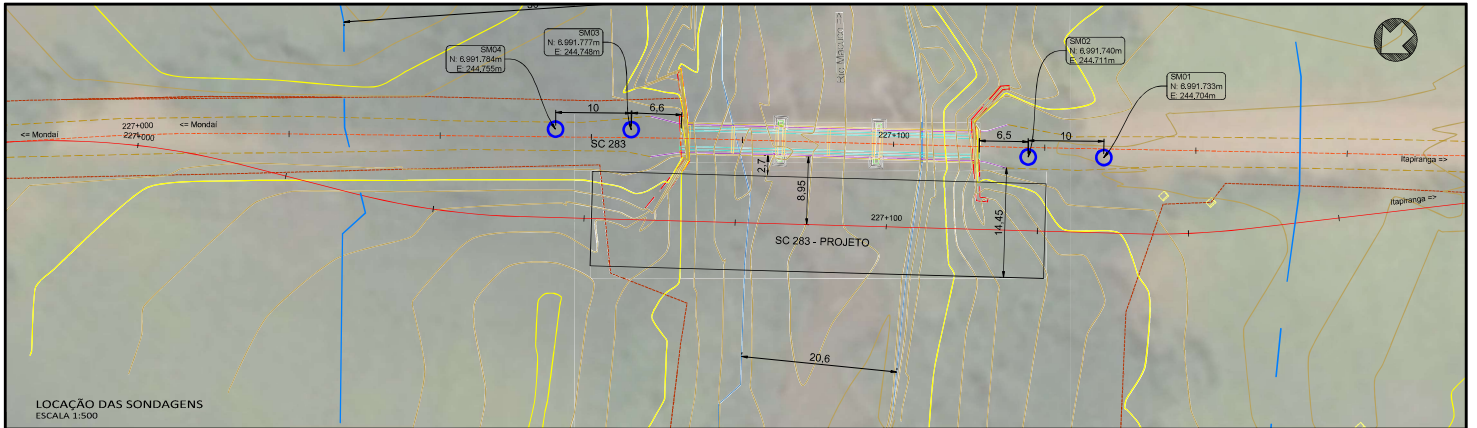 SM04
N: 6.991.784m
E: 244.755m
SM03
N: 6.991.777m
E: 244.748m
SM02
N: 6.991.740m
E: 244.711m
SM01
N: 6.991.733m
E: 244.704m
10
6,6
6,5
10
<= Mondaí
227+000
227+000
<= Mondaí
SC 283
227+100
Itapiranga =>
2,7
8,95
14,45
227+100
Itapiranga =>
SC 283 - PROJETO
20,6
LOCAÇÃO DAS SONDAGENS
ESCALA 1:500